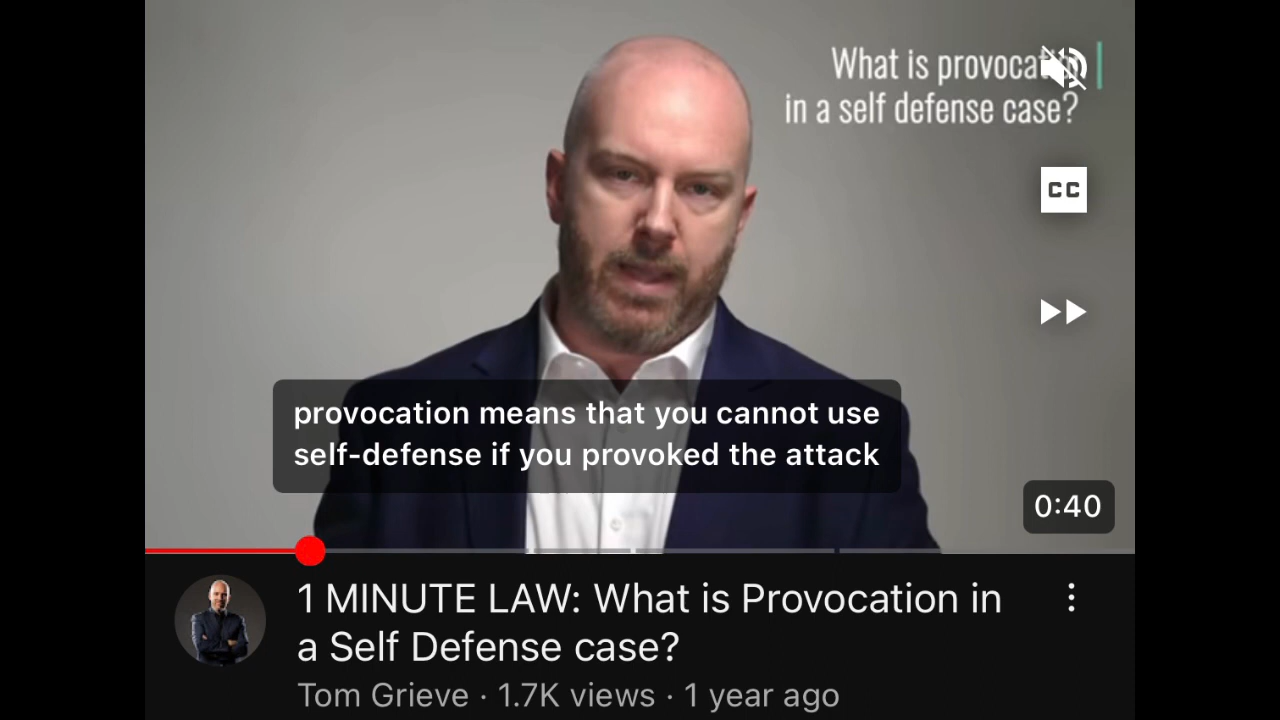 What is provocation
in a self defense case?
CC
provocation means that you cannot use
self-defense if you provoked the attack
0:40
1 MINUTE LAW: What is Provocation in
a Self Defense case?
Tom Grieve · 1.7K views · 1 year ago